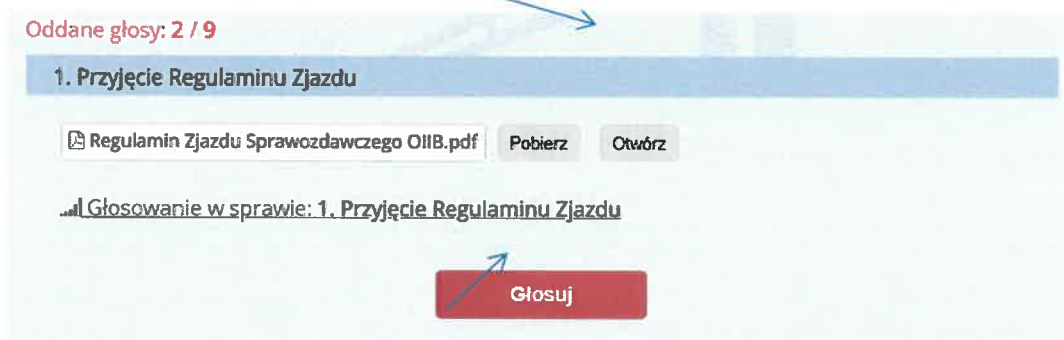 Oddane głosy: 2 / 9
1. Przyjęcie Regulaminu Zjazdu
Regulamin Zjazdu Sprawozdawczego OIIB.pdf Pobierz Otwórz
Głosowanie w sprawie: 1. Przyjęcie Regulaminu Zjazdu
Głosuj